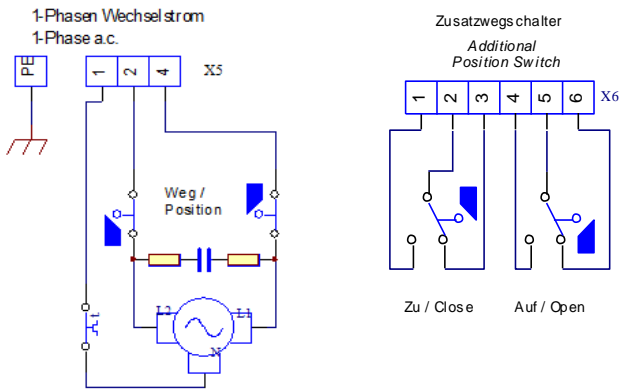 1-Phasen Wechselstrom
1-Phase a.c.
PE
1 2 4 X5
Weg /
Position
t
L2 L1
N
Zusatzwegschalter
Additional
Position Switch
1 2 3 4 5 6 X6
Zu / Close Auf / Open